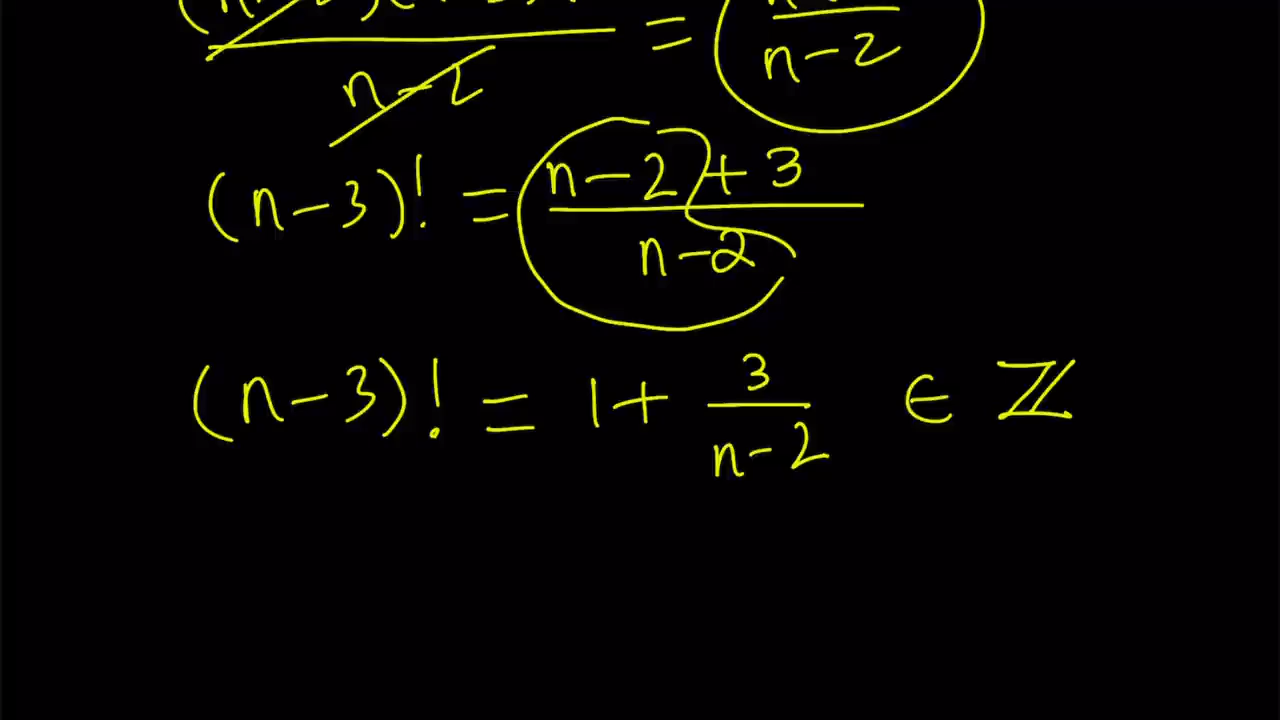 n-2 = n-2
(n-3)! = n-2+3 / n-2
(n-3)! = 1+ 3/n-2 ∈ ℤ